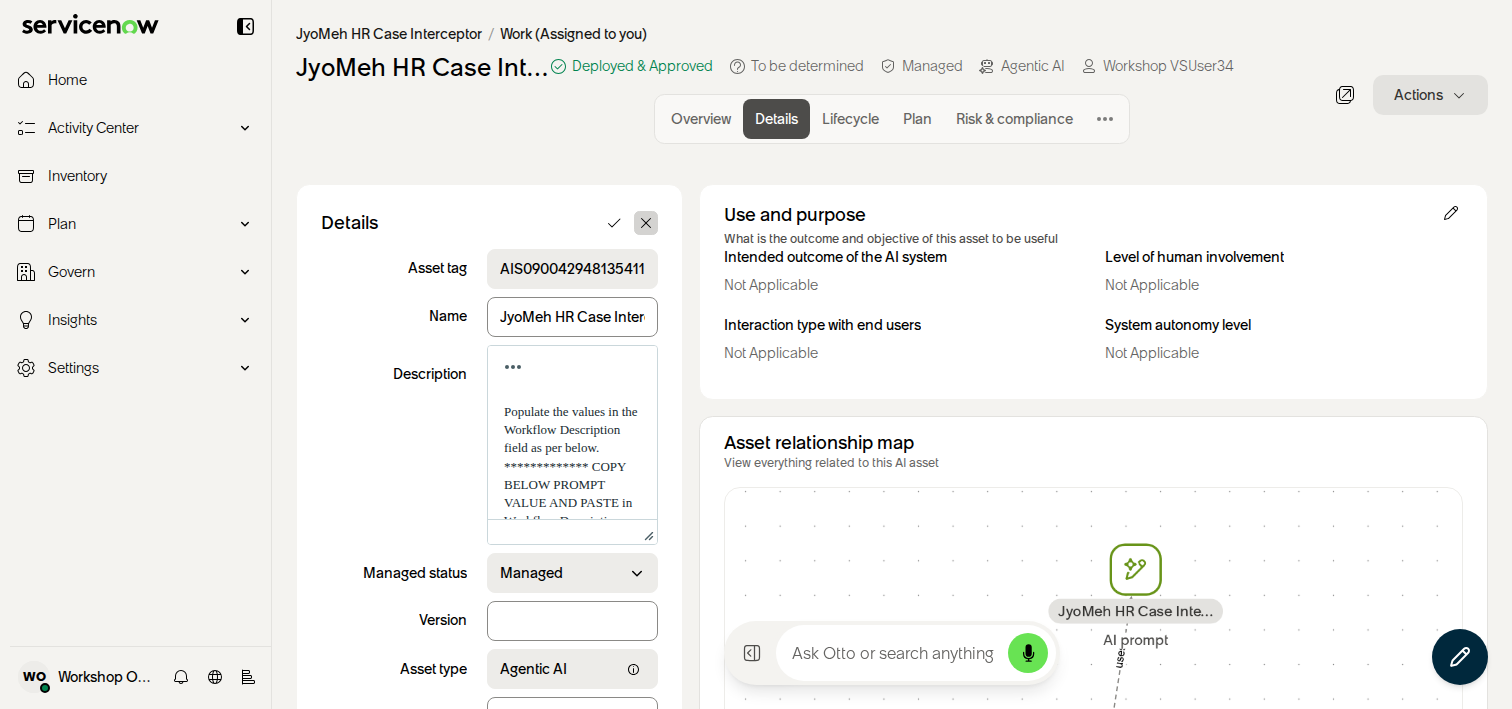 servicenow
Home
Activity Center
Inventory
Plan
Govern
Insights
Settings
WO
Workshop O...
JyoMeh HR Case Interceptor / Work (Assigned to you)
JyoMeh HR Case Int...
Deployed & Approved
To be determined
Managed
Agentic AI
Workshop VSUser34
Actions
Overview
Details
Lifecycle
Plan
Risk & compliance
Details
Asset tag
AIS090042948135411
Name
JyoMeh HR Case Inter
Description
Populate the values in the
Workflow Description
field as per below.
************* COPY
BELOW PROMPT
VALUE AND PASTE in
Managed status
Managed
Version
Asset type
Agentic AI
Use and purpose
What is the outcome and objective of this asset to be useful
Intended outcome of the AI system
Not Applicable
Level of human involvement
Not Applicable
Interaction type with end users
Not Applicable
System autonomy level
Not Applicable
Asset relationship map
View everything related to this AI asset
JyoMeh HR Case Inte...
AI prompt
use
Ask Otto or search anything